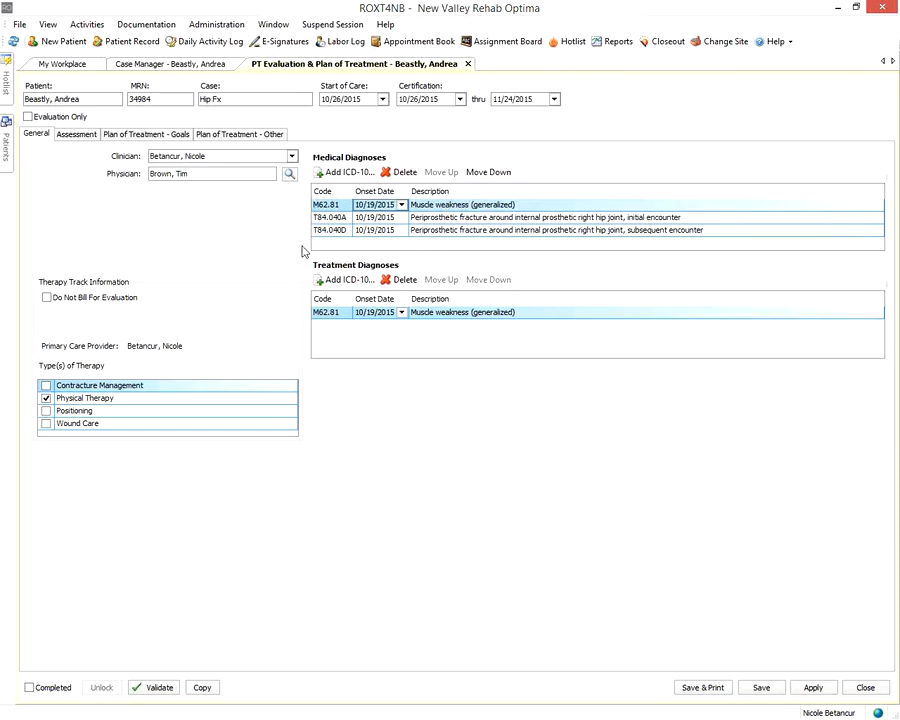 ROXT4NB - New Valley Rehab Optima
File View Activities Documentation Administration Window Suspend Session Help
New Patient Patient Record Daily Activity Log E-Signatures Labor Log Appointment Book Assignment Board Hotlist Reports Closeout Change Site Help
My Workplace Case Manager - Beastly, Andrea PT Evaluation & Plan of Treatment - Beastly, Andrea
Hotlist
Patients
Patient: MRN: Case: Start of Care: Certification:
Beastly, Andrea 34984 Hip Fx 10/26/2015 10/26/2015 thru 11/24/2015
Evaluation Only
General Assessment Plan of Treatment - Goals Plan of Treatment - Other
Clinician: Betancur, Nicole
Physician: Brown, Tim
Medical Diagnoses
Add ICD-10... Delete Move Up Move Down
Code Onset Date Description
M62.81 10/19/2015 Muscle weakness (generalized)
T84.040A 10/19/2015 Periprosthetic fracture around internal prosthetic right hip joint, initial encounter
T84.040D 10/19/2015 Periprosthetic fracture around internal prosthetic right hip joint, subsequent encounter
Treatment Diagnoses
Add ICD-10... Delete Move Up Move Down
Code Onset Date Description
M62.81 10/19/2015 Muscle weakness (generalized)
Therapy Track Information
Do Not Bill For Evaluation
Primary Care Provider: Betancur, Nicole
Type(s) of Therapy
Contracture Management
Physical Therapy
Positioning
Wound Care
Completed Unlock Validate Copy Save & Print Save Apply Close
Nicole Betancur